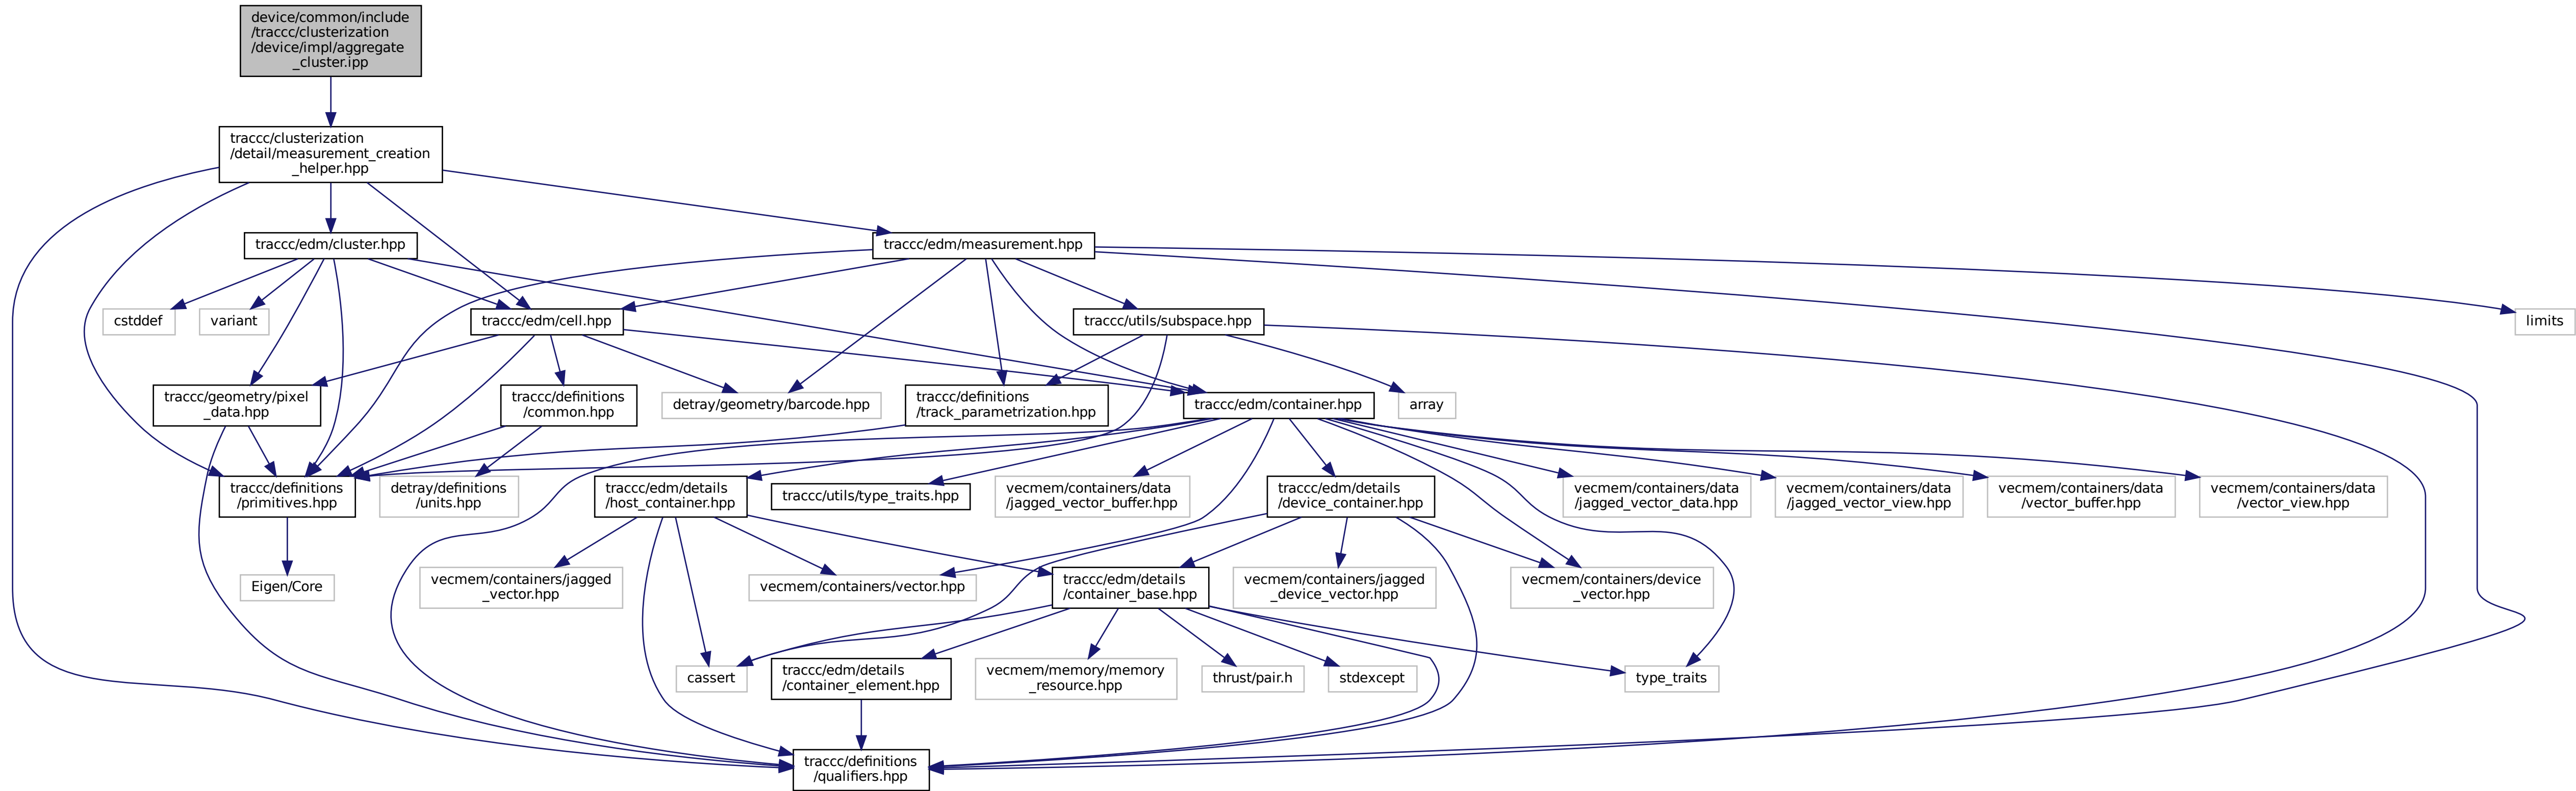 device/common/include
/traccc/clusterization
/device/impl/aggregate
_cluster.ipp
traccc/clusterization
/detail/measurement_creation
_helper.hpp
traccc/edm/cluster.hpp
traccc/edm/measurement.hpp
cstddef
variant
traccc/edm/cell.hpp
traccc/utils/subspace.hpp
limits
traccc/geometry/pixel
_data.hpp
traccc/definitions
/common.hpp
detray/geometry/barcode.hpp
traccc/definitions
/track_parametrization.hpp
traccc/edm/container.hpp
array
traccc/definitions
/primitives.hpp
detray/definitions
/units.hpp
traccc/edm/details
/host_container.hpp
traccc/utils/type_traits.hpp
vecmem/containers/data
/jagged_vector_buffer.hpp
traccc/edm/details
/device_container.hpp
vecmem/containers/data
/jagged_vector_data.hpp
vecmem/containers/data
/jagged_vector_view.hpp
vecmem/containers/data
/vector_buffer.hpp
vecmem/containers/data
/vector_view.hpp
Eigen/Core
vecmem/containers/jagged
_vector.hpp
vecmem/containers/vector.hpp
traccc/edm/details
/container_base.hpp
vecmem/containers/jagged
_device_vector.hpp
vecmem/containers/device
_vector.hpp
cassert
traccc/edm/details
/container_element.hpp
vecmem/memory/memory
_resource.hpp
thrust/pair.h
stdexcept
type_traits
traccc/definitions
/qualifiers.hpp